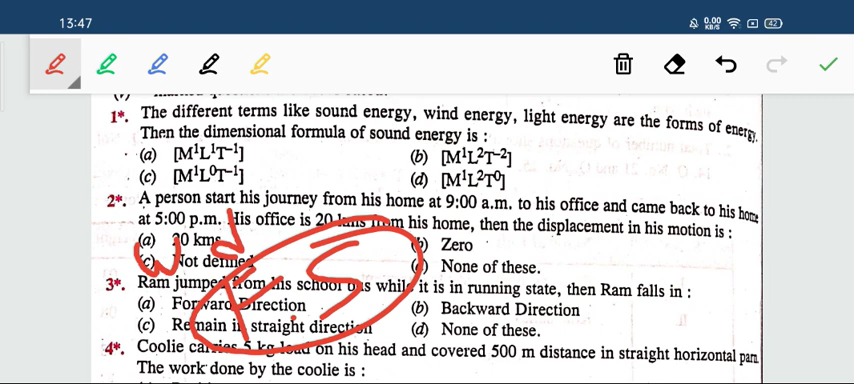 13:47
0.00 KB/S 42
1*. The different terms like sound energy, wind energy, light energy are the forms of energy.
Then the dimensional formula of sound energy is :
(a) [M¹L¹T⁻¹] (b) [M¹L²T⁻²]
(c) [M¹L⁰T⁻¹] (d) [M¹L²T⁰]
2*. A person start his journey from his home at 9:00 a.m. to his office and came back to his home
at 5:00 p.m. His office is 20 kms from his home, then the displacement in his motion is :
(a) 20 kms (b) Zero
(c) Not defined (d) None of these.
3*. Ram jumped from his school bus while it is in running state, then Ram falls in :
(a) Forward Direction (b) Backward Direction
(c) Remain in straight direction (d) None of these.
4*. Coolie carries 5 kg load on his head and covered 500 m distance in straight horizontal
The work done by the coolie is :